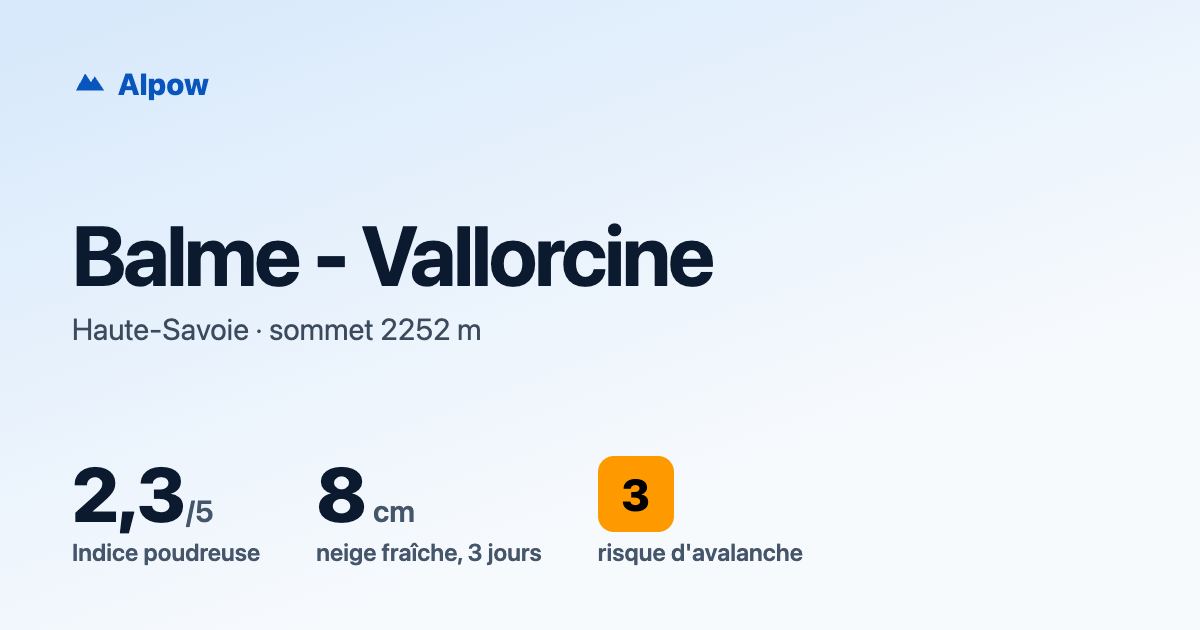 Alpow
Balme - Vallorcine
Haute-Savoie · sommet 2252 m
2,3/5
Indice poudreuse
8 cm
neige fraîche, 3 jours
3
risque d'avalanche